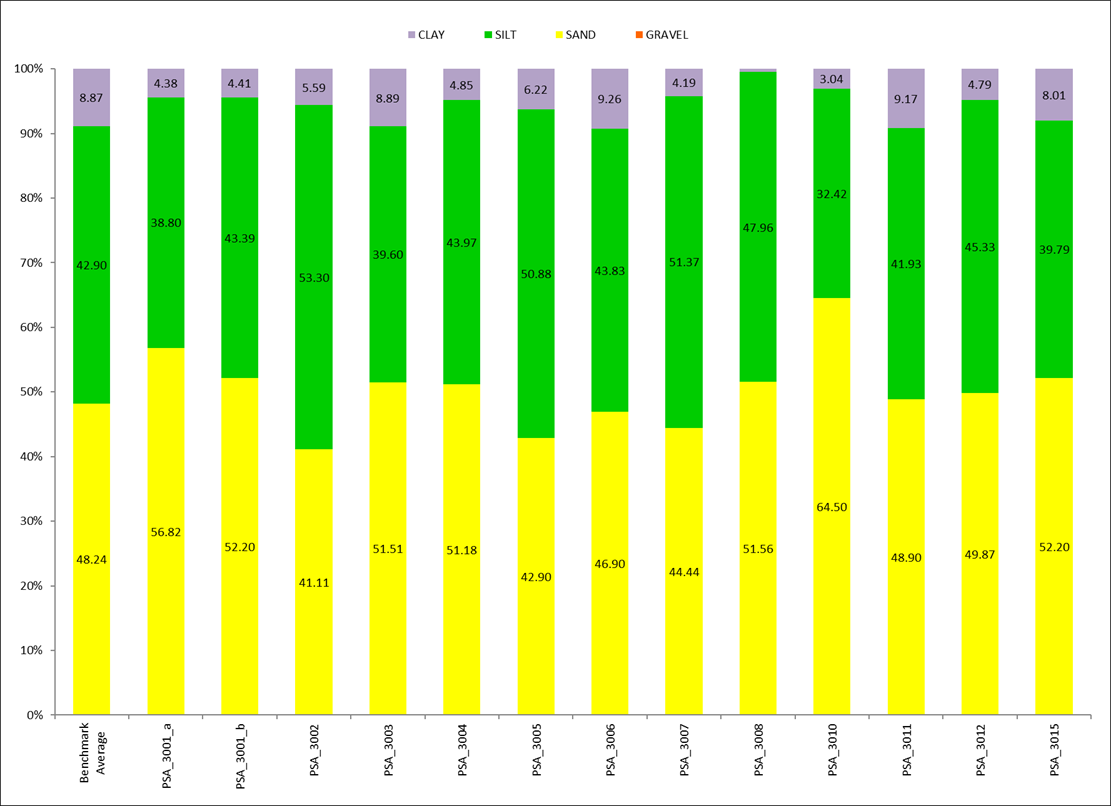 CLAY SILT SAND GRAVEL
100%
90%
80%
70%
60%
50%
40%
30%
20%
10%
0%
8.87 4.38 4.41 5.59 8.89 4.85 6.22 9.26 4.19 3.04 9.17 4.79 8.01
42.90 38.80 43.39 53.30 39.60 43.97 50.88 43.83 51.37 47.96 32.42 41.93 45.33 39.79
48.24 56.82 52.20 41.11 51.51 51.18 42.90 46.90 44.44 51.56 64.50 48.90 49.87 52.20
Benchmark
Average
PSA_3001_a
PSA_3001_b
PSA_3002
PSA_3003
PSA_3004
PSA_3005
PSA_3006
PSA_3007
PSA_3008
PSA_3010
PSA_3011
PSA_3012
PSA_3015